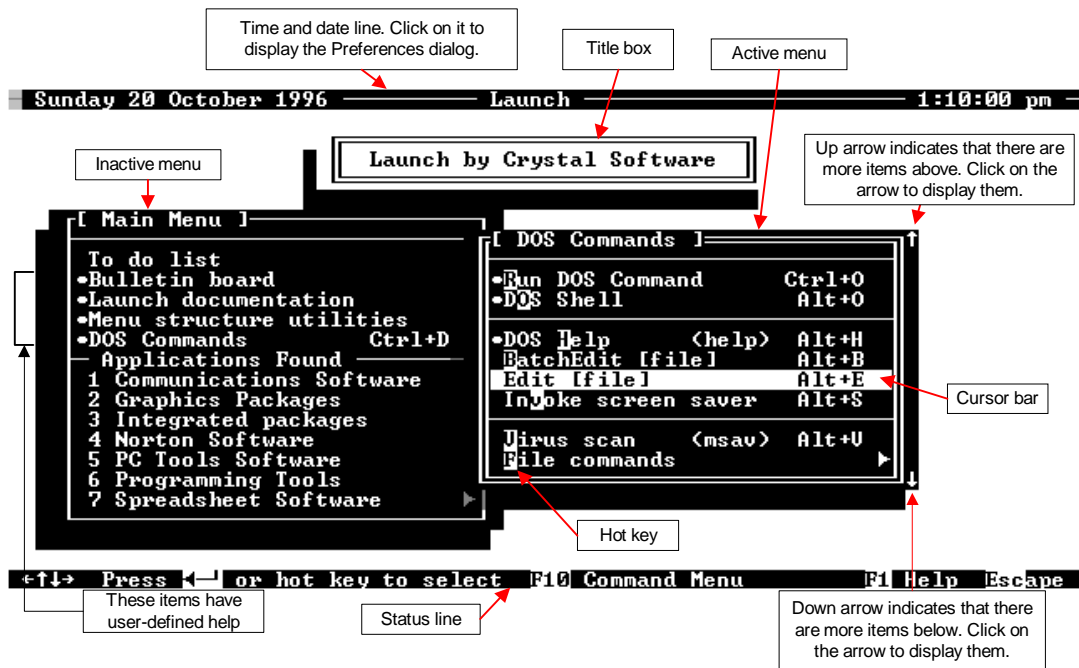 Time and date line. Click on it to
display the Preferences dialog.
Title box
Active menu
Sunday 20 October 1996
Launch
1:10:00 pm
Inactive menu
Launch by Crystal Software
Up arrow indicates that there are
more items above. Click on the
arrow to display them.
[ Main Menu ]
To do list
•Bulletin board
•Launch documentation
•Menu structure utilities
•DOS Commands Ctrl+D
Applications Found
1 Communications Software
2 Graphics Packages
3 Integrated packages
4 Norton Software
5 PC Tools Software
6 Programming Tools
7 Spreadsheet Software ►
[ DOS Commands ] ↑
•Run DOS Command Ctrl+O
•DOS Shell Alt+O
•DOS Help (help) Alt+H
BatchEdit [file] Alt+B
Edit [file] Alt+E
Invoke screen saver Alt+S
Virus scan (msav) Alt+V
File commands ►
↓
Cursor bar
Hot key
←↑↓→ Press ◄─┘ or hot key to select F10 Command Menu F1 Help Escape
These items have
user-defined help
Status line
Down arrow indicates that there
are more items below. Click on
the arrow to display them.